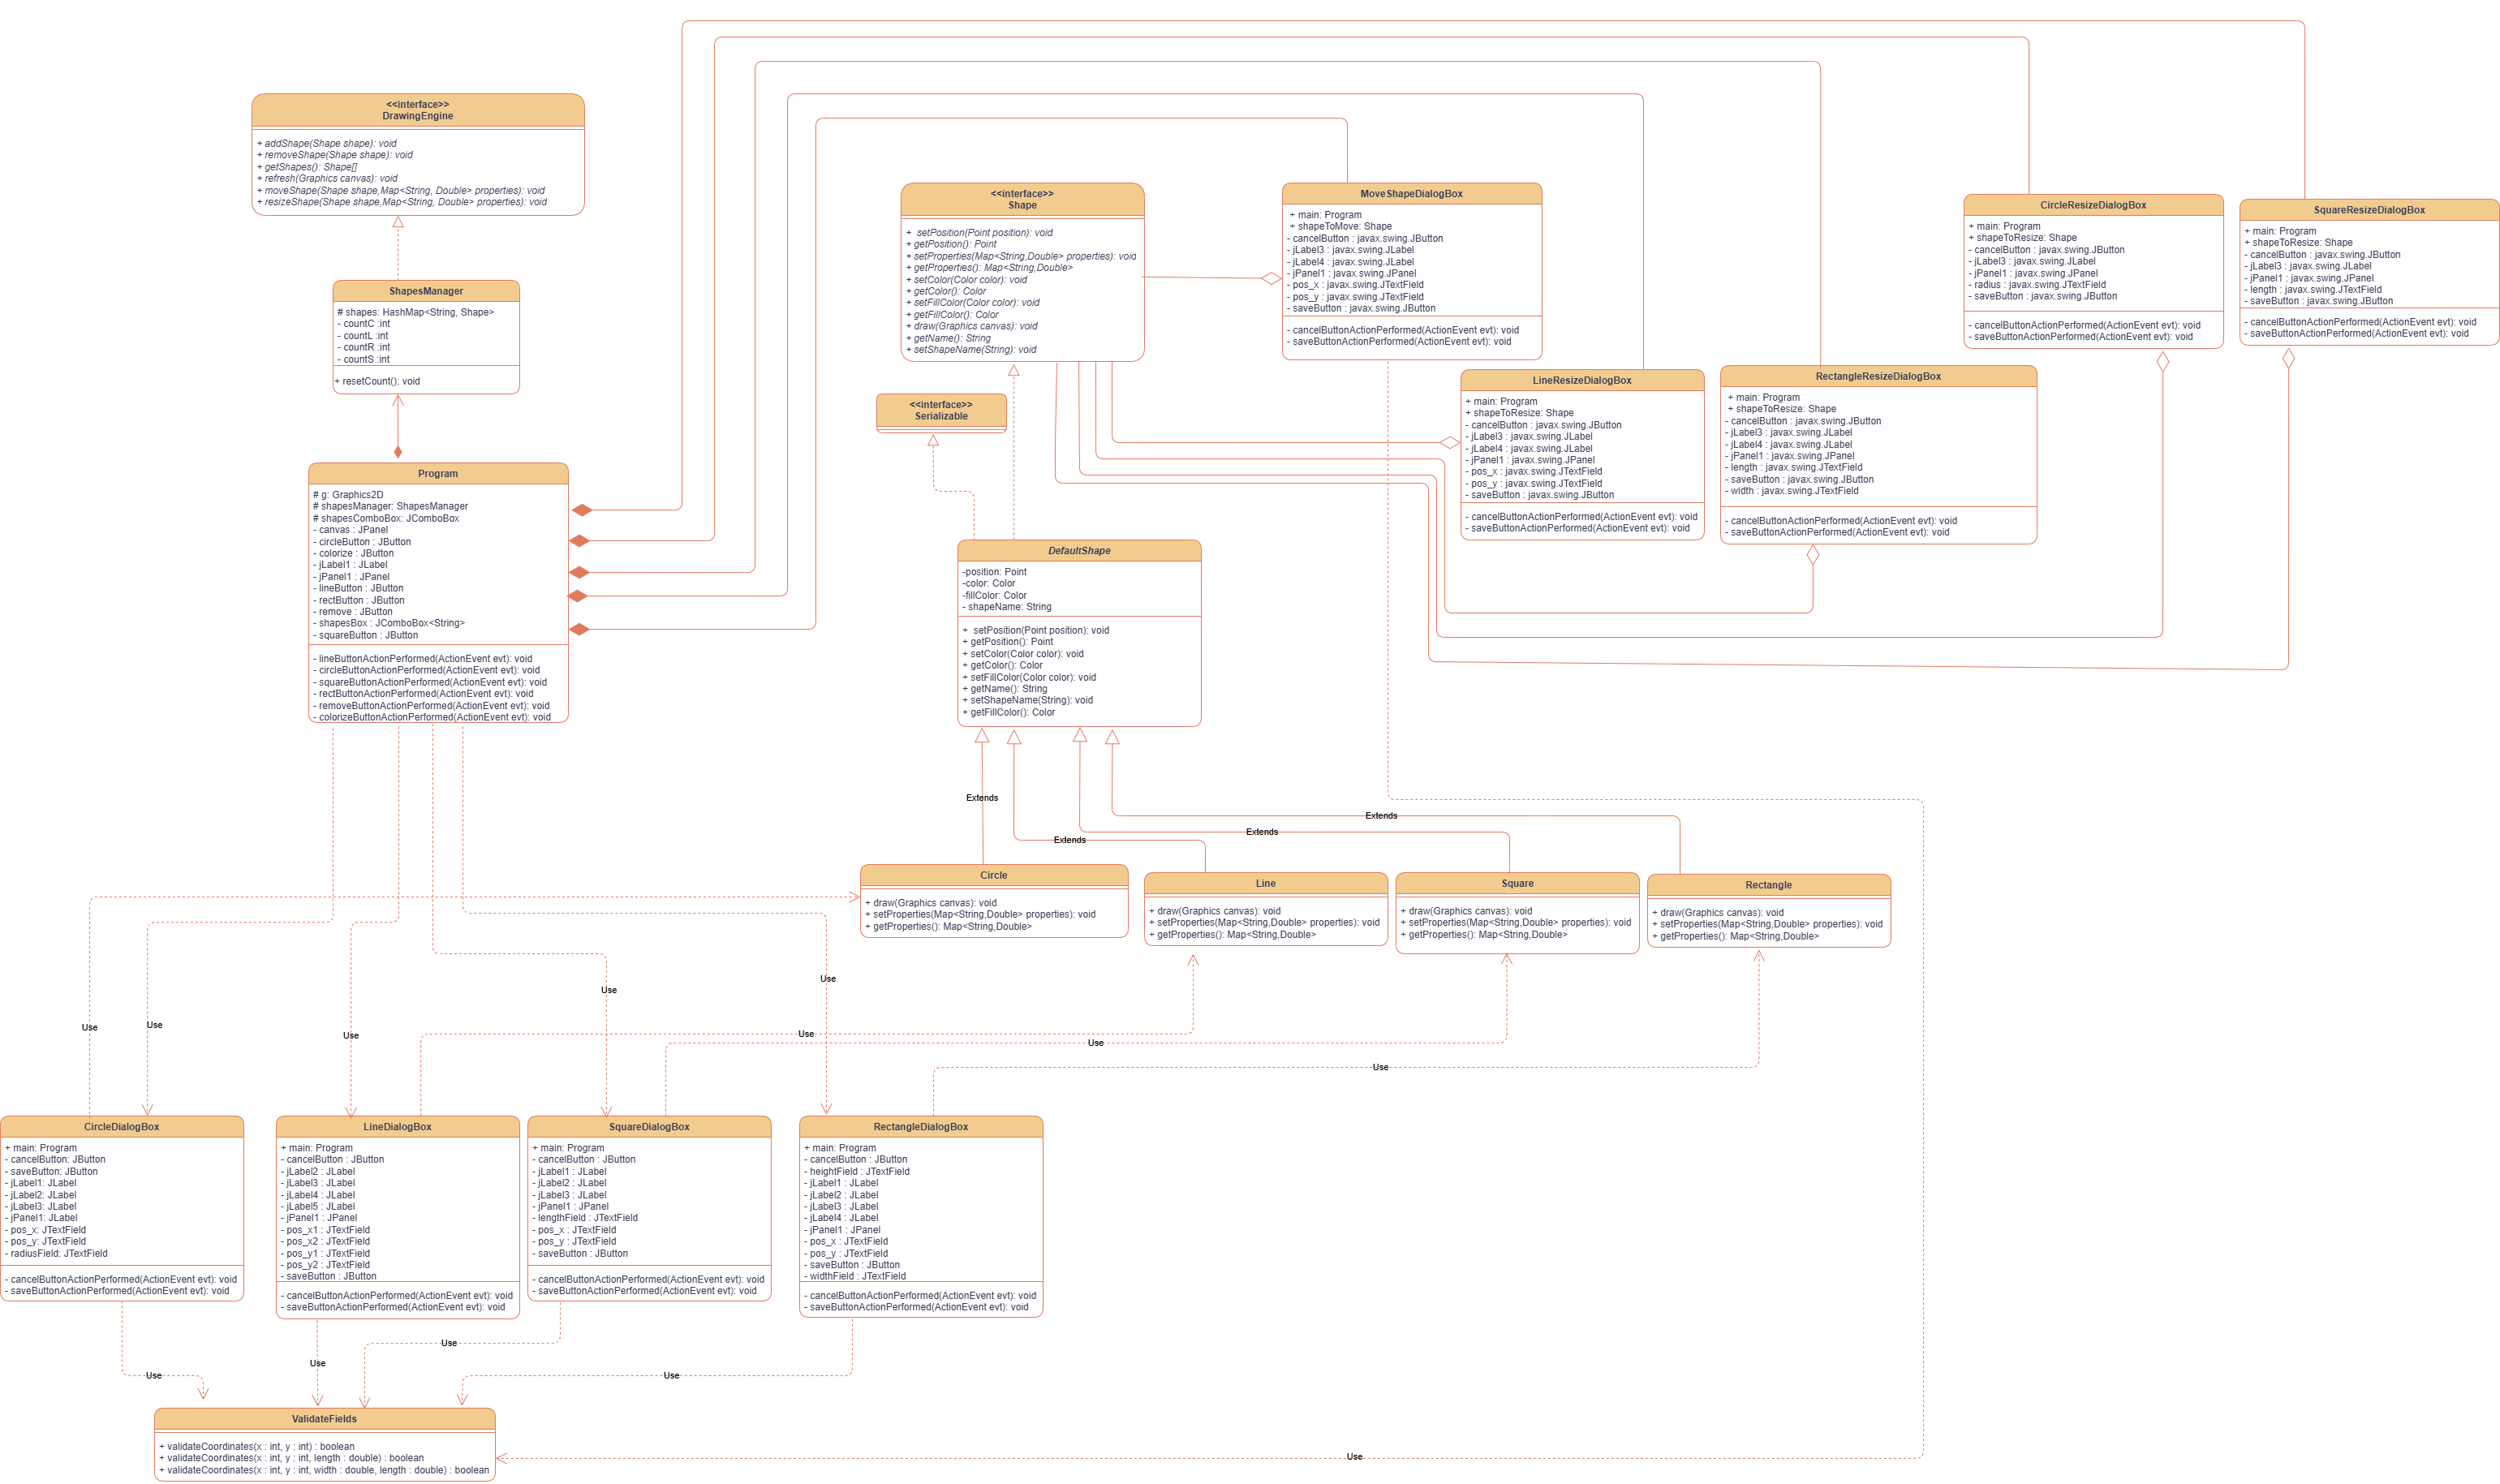 <<interface>>
DrawingEngine
+ addShape(Shape shape): void
+ removeShape(Shape shape): void
+ getShapes(): Shape[]
+ refresh(Graphics canvas): void
+ moveShape(Shape shape,Map<String, Double> properties): void
+ resizeShape(Shape shape,Map<String, Double> properties): void
ShapesManager
# shapes: HashMap<String, Shape>
- countC :int
- countL :int
- countR :int
- countS :int
+ resetCount(): void
Program
# g: Graphics2D
# shapesManager: ShapesManager
# shapesComboBox: JComboBox
- canvas : JPanel
- circleButton : JButton
- colorize : JButton
- jLabel1 : JLabel
- jPanel1 : JPanel
- lineButton : JButton
- rectButton : JButton
- remove : JButton
- shapesBox : JComboBox<String>
- squareButton : JButton
- lineButtonActionPerformed(ActionEvent evt): void
- circleButtonActionPerformed(ActionEvent evt): void
- squareButtonActionPerformed(ActionEvent evt): void
- rectButtonActionPerformed(ActionEvent evt): void
- removeButtonActionPerformed(ActionEvent evt): void
- colorizeButtonActionPerformed(ActionEvent evt): void
<<interface>>
Shape
+ setPosition(Point position): void
+ getPosition(): Point
+ setProperties(Map<String,Double> properties): void
+ getProperties(): Map<String,Double>
+ setColor(Color color): void
+ getColor(): Color
+ setFillColor(Color color): void
+ getFillColor(): Color
+ draw(Graphics canvas): void
+ getName(): String
+ setShapeName(String): void
<<interface>>
Serializable
MoveShapeDialogBox
+ main: Program
+ shapeToMove: Shape
- cancelButton : javax.swing.JButton
- jLabel3 : javax.swing.JLabel
- jLabel4 : javax.swing.JLabel
- jPanel1 : javax.swing.JPanel
- pos_x : javax.swing.JTextField
- pos_y : javax.swing.JTextField
- saveButton : javax.swing.JButton
- cancelButtonActionPerformed(ActionEvent evt): void
- saveButtonActionPerformed(ActionEvent evt): void
LineResizeDialogBox
+ main: Program
+ shapeToResize: Shape
- cancelButton : javax.swing.JButton
- jLabel3 : javax.swing.JLabel
- jLabel4 : javax.swing.JLabel
- jPanel1 : javax.swing.JPanel
- pos_x : javax.swing.JTextField
- pos_y : javax.swing.JTextField
- saveButton : javax.swing.JButton
- cancelButtonActionPerformed(ActionEvent evt): void
- saveButtonActionPerformed(ActionEvent evt): void
RectangleResizeDialogBox
+ main: Program
+ shapeToResize: Shape
- cancelButton : javax.swing.JButton
- jLabel3 : javax.swing.JLabel
- jLabel4 : javax.swing.JLabel
- jPanel1 : javax.swing.JPanel
- length : javax.swing.JTextField
- saveButton : javax.swing.JButton
- width : javax.swing.JTextField
- cancelButtonActionPerformed(ActionEvent evt): void
- saveButtonActionPerformed(ActionEvent evt): void
CircleResizeDialogBox
+ main: Program
+ shapeToResize: Shape
- cancelButton : javax.swing.JButton
- jLabel3 : javax.swing.JLabel
- jPanel1 : javax.swing.JPanel
- radius : javax.swing.JTextField
- saveButton : javax.swing.JButton
- cancelButtonActionPerformed(ActionEvent evt): void
- saveButtonActionPerformed(ActionEvent evt): void
SquareResizeDialogBox
+ main: Program
+ shapeToResize: Shape
- cancelButton : javax.swing.JButton
- jLabel3 : javax.swing.JLabel
- jPanel1 : javax.swing.JPanel
- length : javax.swing.JTextField
- saveButton : javax.swing.JButton
- cancelButtonActionPerformed(ActionEvent evt): void
- saveButtonActionPerformed(ActionEvent evt): void
DefaultShape
-position: Point
-color: Color
-fillColor: Color
- shapeName: String
+ setPosition(Point position): void
+ getPosition(): Point
+ setColor(Color color): void
+ getColor(): Color
+ setFillColor(Color color): void
+ getName(): String
+ setShapeName(String): void
+ getFillColor(): Color
Extends
Extends
Extends
Extends
Circle
+ draw(Graphics canvas): void
+ setProperties(Map<String,Double> properties): void
+ getProperties(): Map<String,Double>
Line
+ draw(Graphics canvas): void
+ setProperties(Map<String,Double> properties): void
+ getProperties(): Map<String,Double>
Square
+ draw(Graphics canvas): void
+ setProperties(Map<String,Double> properties): void
+ getProperties(): Map<String,Double>
Rectangle
+ draw(Graphics canvas): void
+ setProperties(Map<String,Double> properties): void
+ getProperties(): Map<String,Double>
Use
Use
Use
Use
Use
Use
Use
Use
CircleDialogBox
+ main: Program
- cancelButton: JButton
- saveButton: JButton
- jLabel1: JLabel
- jLabel2: JLabel
- jLabel3: JLabel
- jPanel1: JLabel
- pos_x: JTextField
- pos_y: JTextField
- radiusField: JTextField
- cancelButtonActionPerformed(ActionEvent evt): void
- saveButtonActionPerformed(ActionEvent evt): void
LineDialogBox
+ main: Program
- cancelButton : JButton
- jLabel2 : JLabel
- jLabel3 : JLabel
- jLabel4 : JLabel
- jLabel5 : JLabel
- jPanel1 : JPanel
- pos_x1 : JTextField
- pos_x2 : JTextField
- pos_y1 : JTextField
- pos_y2 : JTextField
- saveButton : JButton
- cancelButtonActionPerformed(ActionEvent evt): void
- saveButtonActionPerformed(ActionEvent evt): void
SquareDialogBox
+ main: Program
- cancelButton : JButton
- jLabel1 : JLabel
- jLabel2 : JLabel
- jLabel3 : JLabel
- jPanel1 : JPanel
- lengthField : JTextField
- pos_x : JTextField
- pos_y : JTextField
- saveButton : JButton
- cancelButtonActionPerformed(ActionEvent evt): void
- saveButtonActionPerformed(ActionEvent evt): void
RectangleDialogBox
+ main: Program
- cancelButton : JButton
- heightField : JTextField
- jLabel1 : JLabel
- jLabel2 : JLabel
- jLabel3 : JLabel
- jLabel4 : JLabel
- jPanel1 : JPanel
- pos_x : JTextField
- pos_y : JTextField
- saveButton : JButton
- widthField : JTextField
- cancelButtonActionPerformed(ActionEvent evt): void
- saveButtonActionPerformed(ActionEvent evt): void
Use
Use
Use
Use
ValidateFields
+ validateCoordinates(x : int, y : int) : boolean
+ validateCoordinates(x : int, y : int, length : double) : boolean
+ validateCoordinates(x : int, y : int, width : double, length : double) : boolean
Use